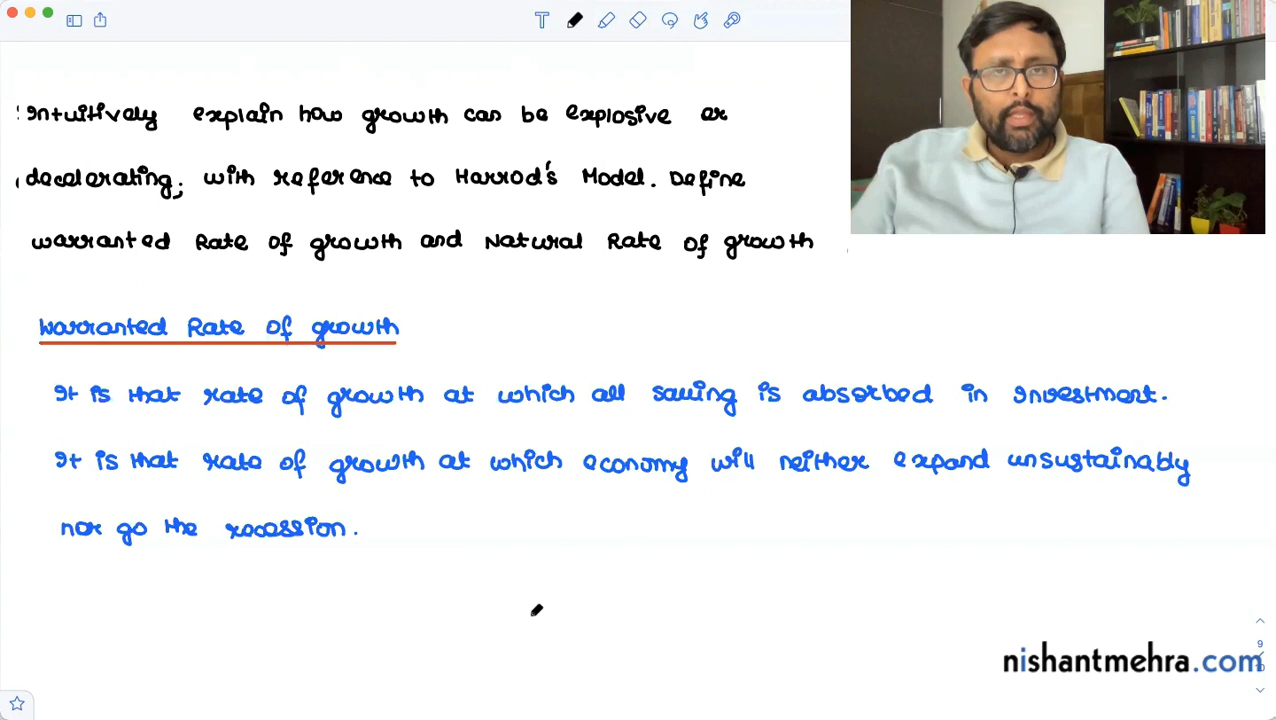 Intuitively explain how growth can be explosive or
decelerating, with reference to Harrod's Model. Define
warranted Rate of growth and Natural Rate of growth
Warranted Rate of growth
It is that rate of growth at which all saving is absorbed in Investment.
It is that rate of growth at which economy will neither expand unsustainably
nor go the recession.
nishantmehra.com
9